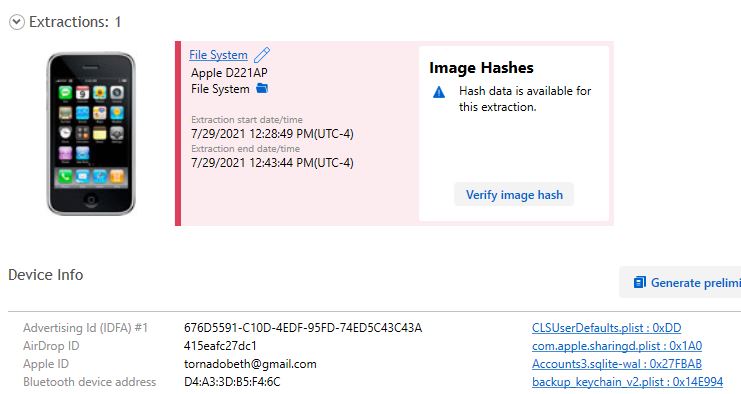 Extractions: 1
File System
Apple D221AP
File System
Extraction start date/time
7/29/2021 12:28:49 PM(UTC-4)
Extraction end date/time
7/29/2021 12:43:44 PM(UTC-4)
Image Hashes
Hash data is available for
this extraction.
Verify image hash
Device Info
Generate prelimi
Advertising Id (IDFA) #1 676D5591-C10D-4EDF-95FD-74ED5C43C43A CLSUserDefaults.plist : 0xDD
AirDrop ID 415eafc27dc1 com.apple.sharingd.plist : 0x1A0
Apple ID tornadobeth@gmail.com Accounts3.sqlite-wal : 0x27FBAB
Bluetooth device address D4:A3:3D:B5:F4:6C backup_keychain_v2.plist : 0x14E994